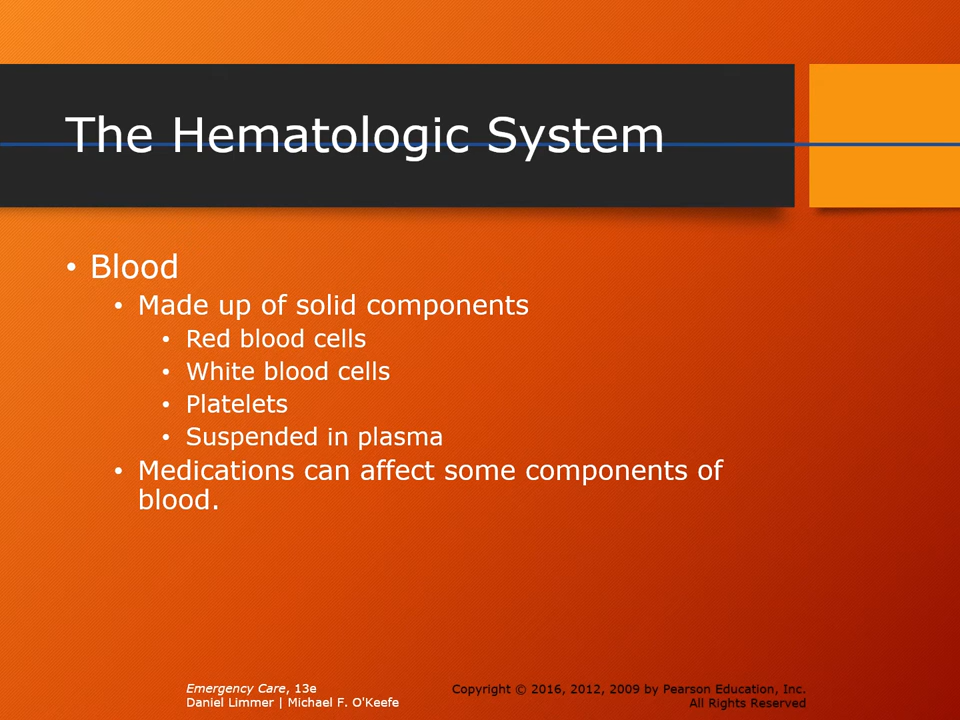 The Hematologic System
• Blood
• Made up of solid components
• Red blood cells
• White blood cells
• Platelets
• Suspended in plasma
• Medications can affect some components of
blood.
Emergency Care, 13e
Daniel Limmer | Michael F. O'Keefe
Copyright © 2016, 2012, 2009 by Pearson Education, Inc.
All Rights Reserved